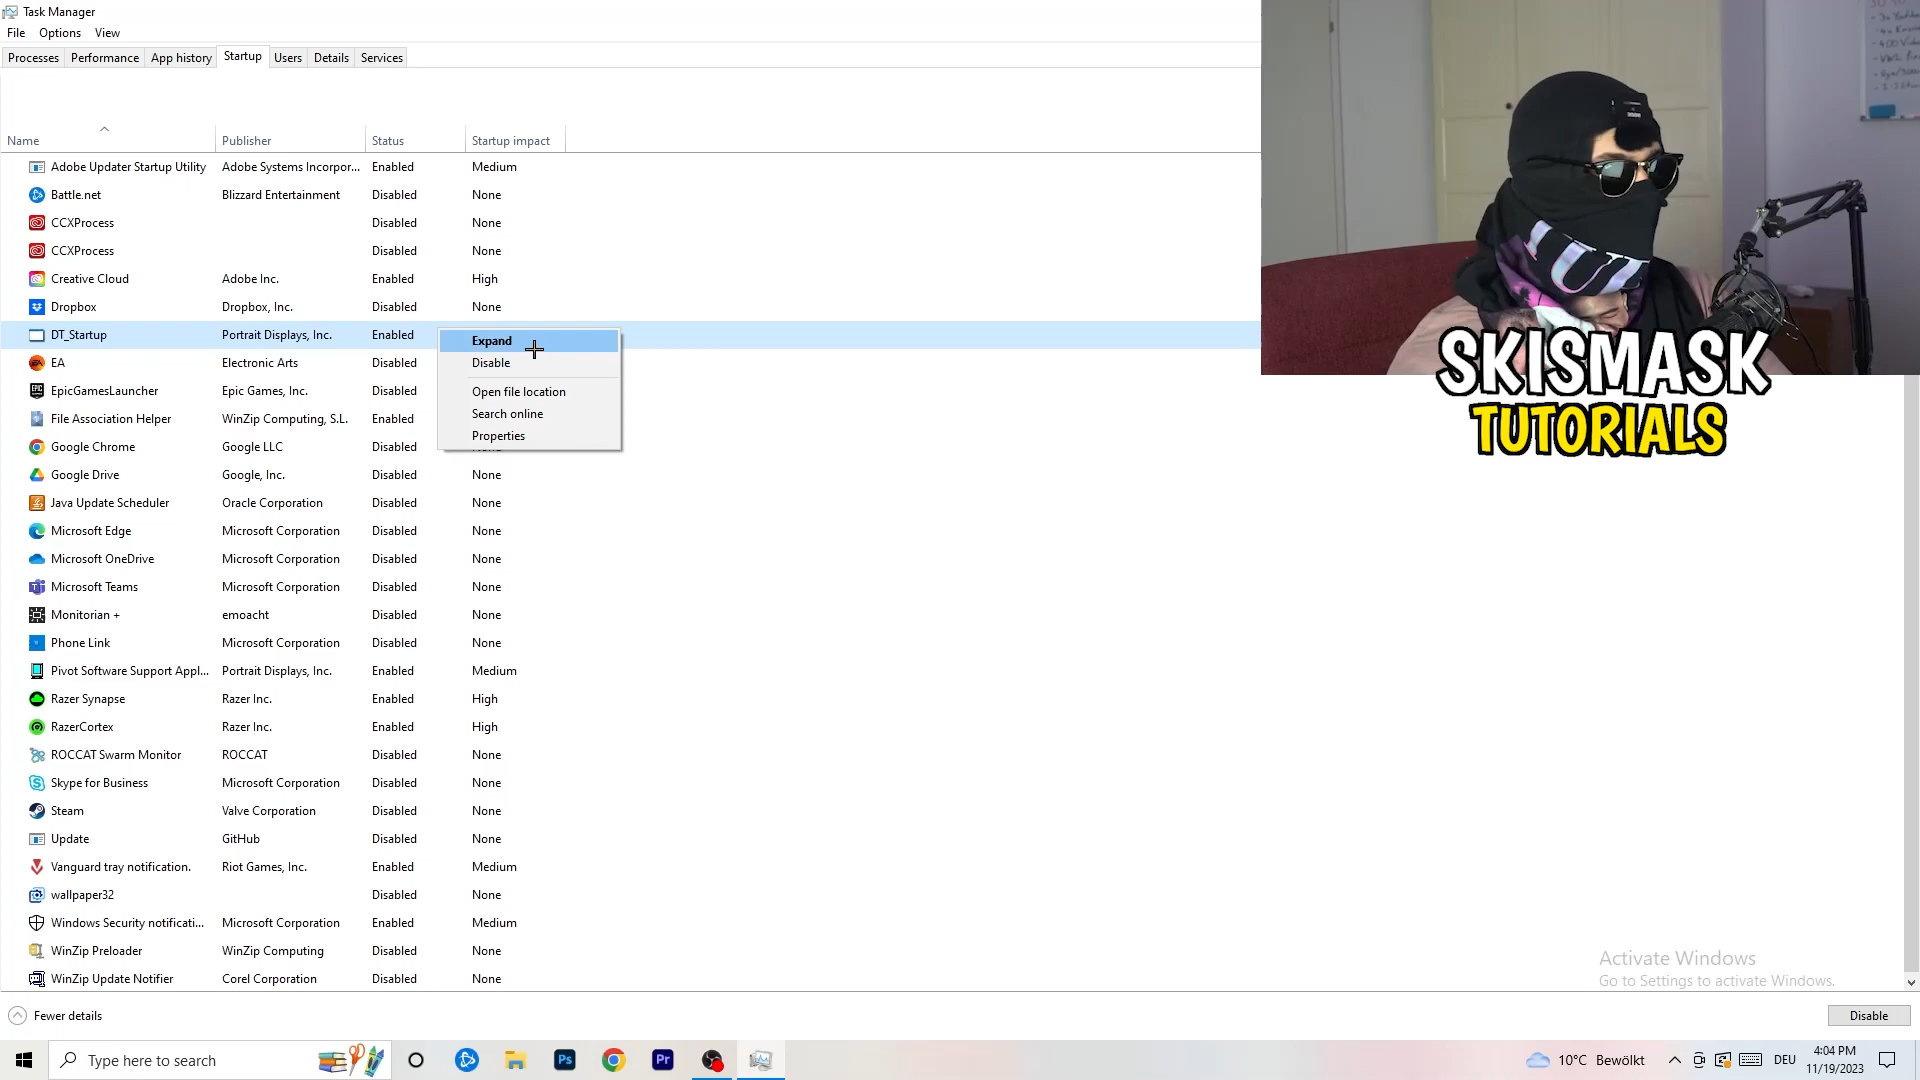 Task Manager
File Options View
Processes Performance App history Startup Users Details Services
Name Publisher Status Startup impact
Adobe Updater Startup Utility Adobe Systems Incorpor... Enabled Medium
Battle.net Blizzard Entertainment Disabled None
CCXProcess Disabled None
CCXProcess Disabled None
Creative Cloud Adobe Inc. Enabled High
Dropbox Dropbox, Inc. Disabled None
DT_Startup Portrait Displays, Inc. Enabled
EA Electronic Arts Disabled
EpicGamesLauncher Epic Games, Inc. Disabled
File Association Helper WinZip Computing, S.L. Enabled
Google Chrome Google LLC Disabled
Google Drive Google, Inc. Disabled None
Java Update Scheduler Oracle Corporation Disabled None
Microsoft Edge Microsoft Corporation Disabled None
Microsoft OneDrive Microsoft Corporation Disabled None
Microsoft Teams Microsoft Corporation Disabled None
Monitorian + emoacht Disabled None
Phone Link Microsoft Corporation Disabled None
Pivot Software Support Appl... Portrait Displays, Inc. Enabled Medium
Razer Synapse Razer Inc. Enabled High
RazerCortex Razer Inc. Enabled High
ROCCAT Swarm Monitor ROCCAT Disabled None
Skype for Business Microsoft Corporation Disabled None
Steam Valve Corporation Disabled None
Update GitHub Disabled None
Vanguard tray notification. Riot Games, Inc. Enabled Medium
wallpaper32 Disabled None
Windows Security notificati... Microsoft Corporation Enabled Medium
WinZip Preloader WinZip Computing Disabled None
WinZip Update Notifier Corel Corporation Disabled None
Expand
Disable
Open file location
Search online
Properties
SKISMASK
TUTORIALS
Activate Windows
Go to Settings to activate Windows.
Fewer details
Disable
Type here to search
Ps
Pr
10°C Bewölkt
DEU
4:04 PM
11/19/2023